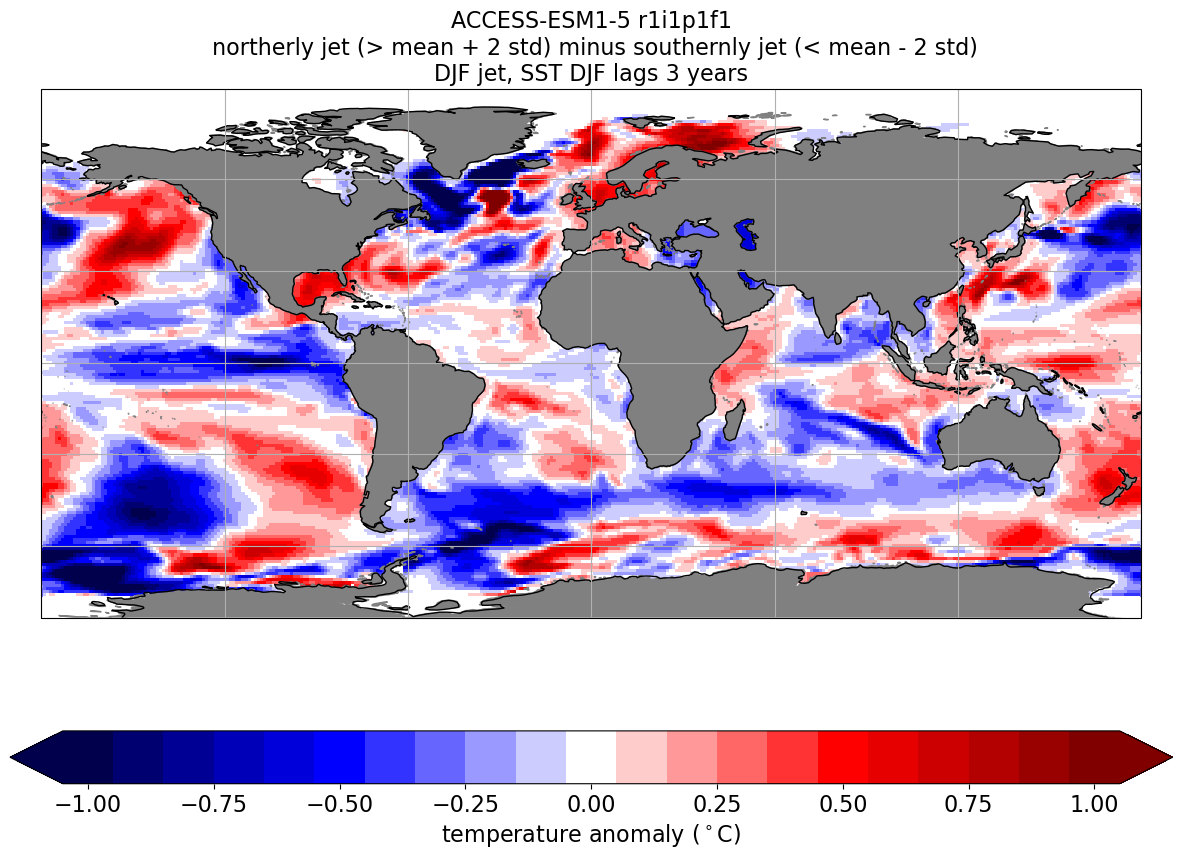 ACCESS-ESM1-5 r1i1p1f1
northerly jet (> mean + 2 std) minus southernly jet (< mean - 2 std)
DJF jet, SST DJF lags 3 years
−1.00 −0.75 −0.50 −0.25 0.00 0.25 0.50 0.75 1.00
temperature anomaly (°C)